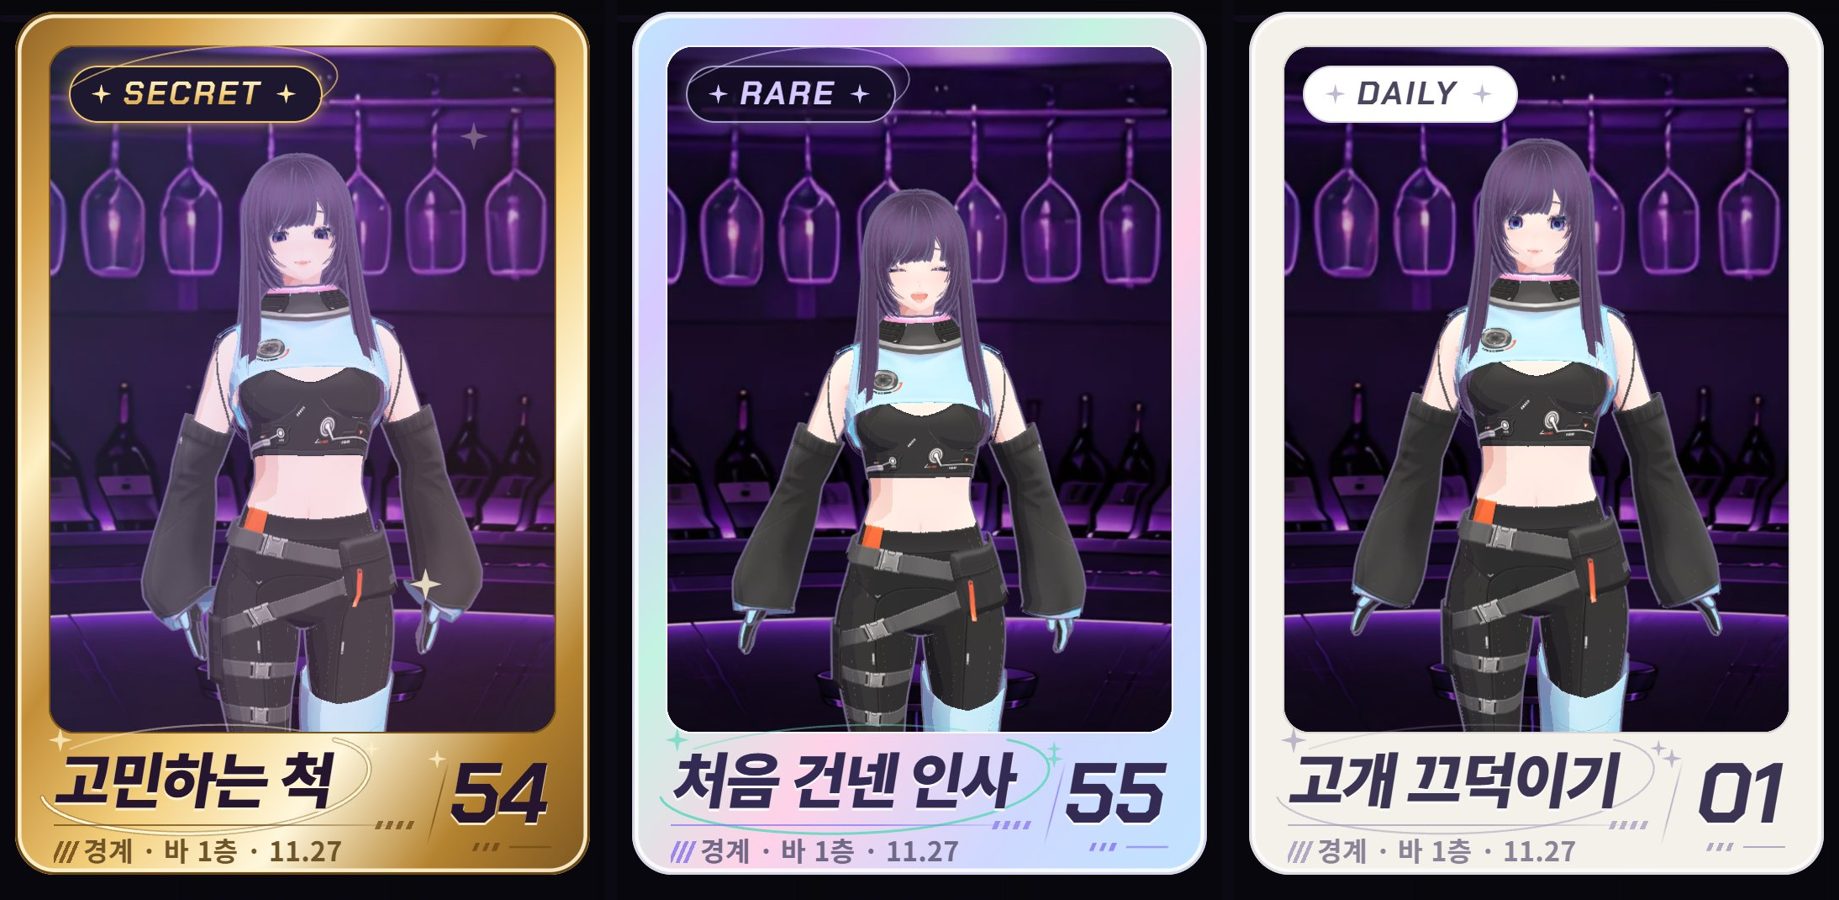 SECRET
고민하는 척
54
경계 · 바 1층 · 11.27
RARE
처음 건넨 인사
55
경계 · 바 1층 · 11.27
DAILY
고개 끄덕이기
01
경계 · 바 1층 · 11.27